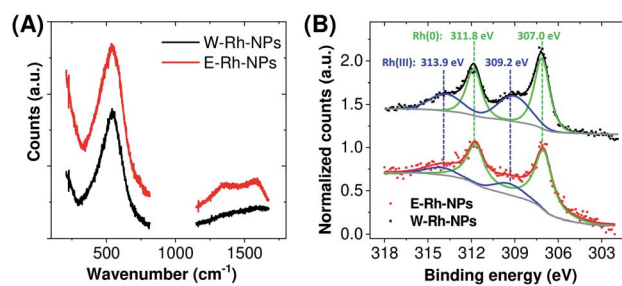 (A)
W-Rh-NPs
E-Rh-NPs
Counts (a.u.)
500 1000 1500
Wavenumber (cm⁻¹)
(B)
Rh(0): 311.8 eV 307.0 eV
Rh(III): 313.9 eV 309.2 eV
Normalized counts (a.u.)
2.0
1.5
1.0
0.5
0.0
E-Rh-NPs
W-Rh-NPs
318 315 312 309 306 303
Binding energy (eV)